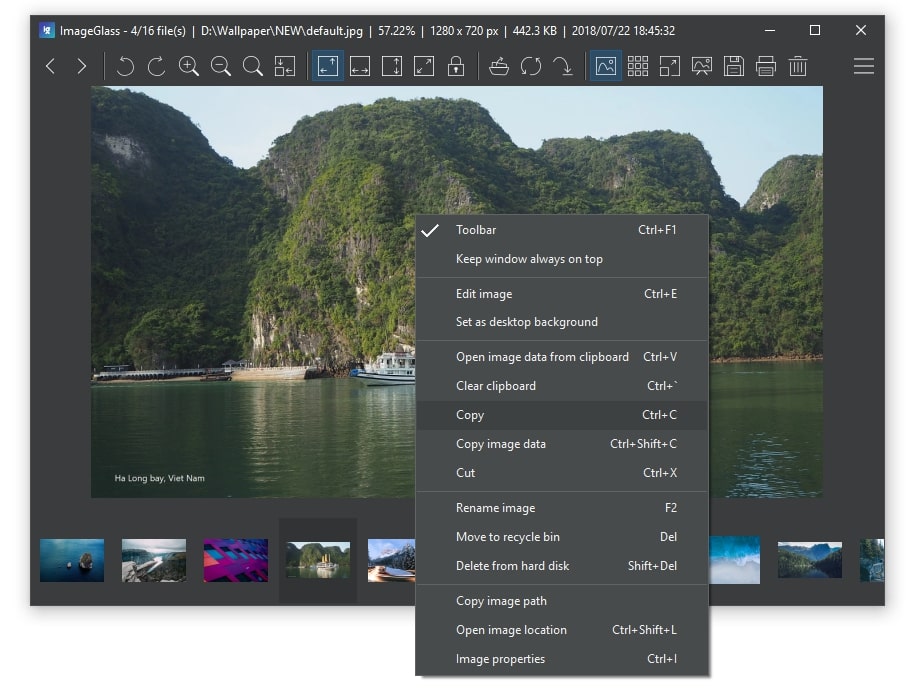 ImageGlass - 4/16 file(s) | D:\Wallpaper\NEW\default.jpg | 57.22% | 1280 x 720 px | 442.3 KB | 2018/07/22 18:45:32
Toolbar Ctrl+F1
Keep window always on top
Edit image Ctrl+E
Set as desktop background
Open image data from clipboard Ctrl+V
Clear clipboard Ctrl+`
Copy Ctrl+C
Copy image data Ctrl+Shift+C
Cut Ctrl+X
Ha Long bay, Viet Nam
Rename image F2
Move to recycle bin Del
Delete from hard disk Shift+Del
Copy image path
Open image location Ctrl+Shift+L
Image properties Ctrl+I